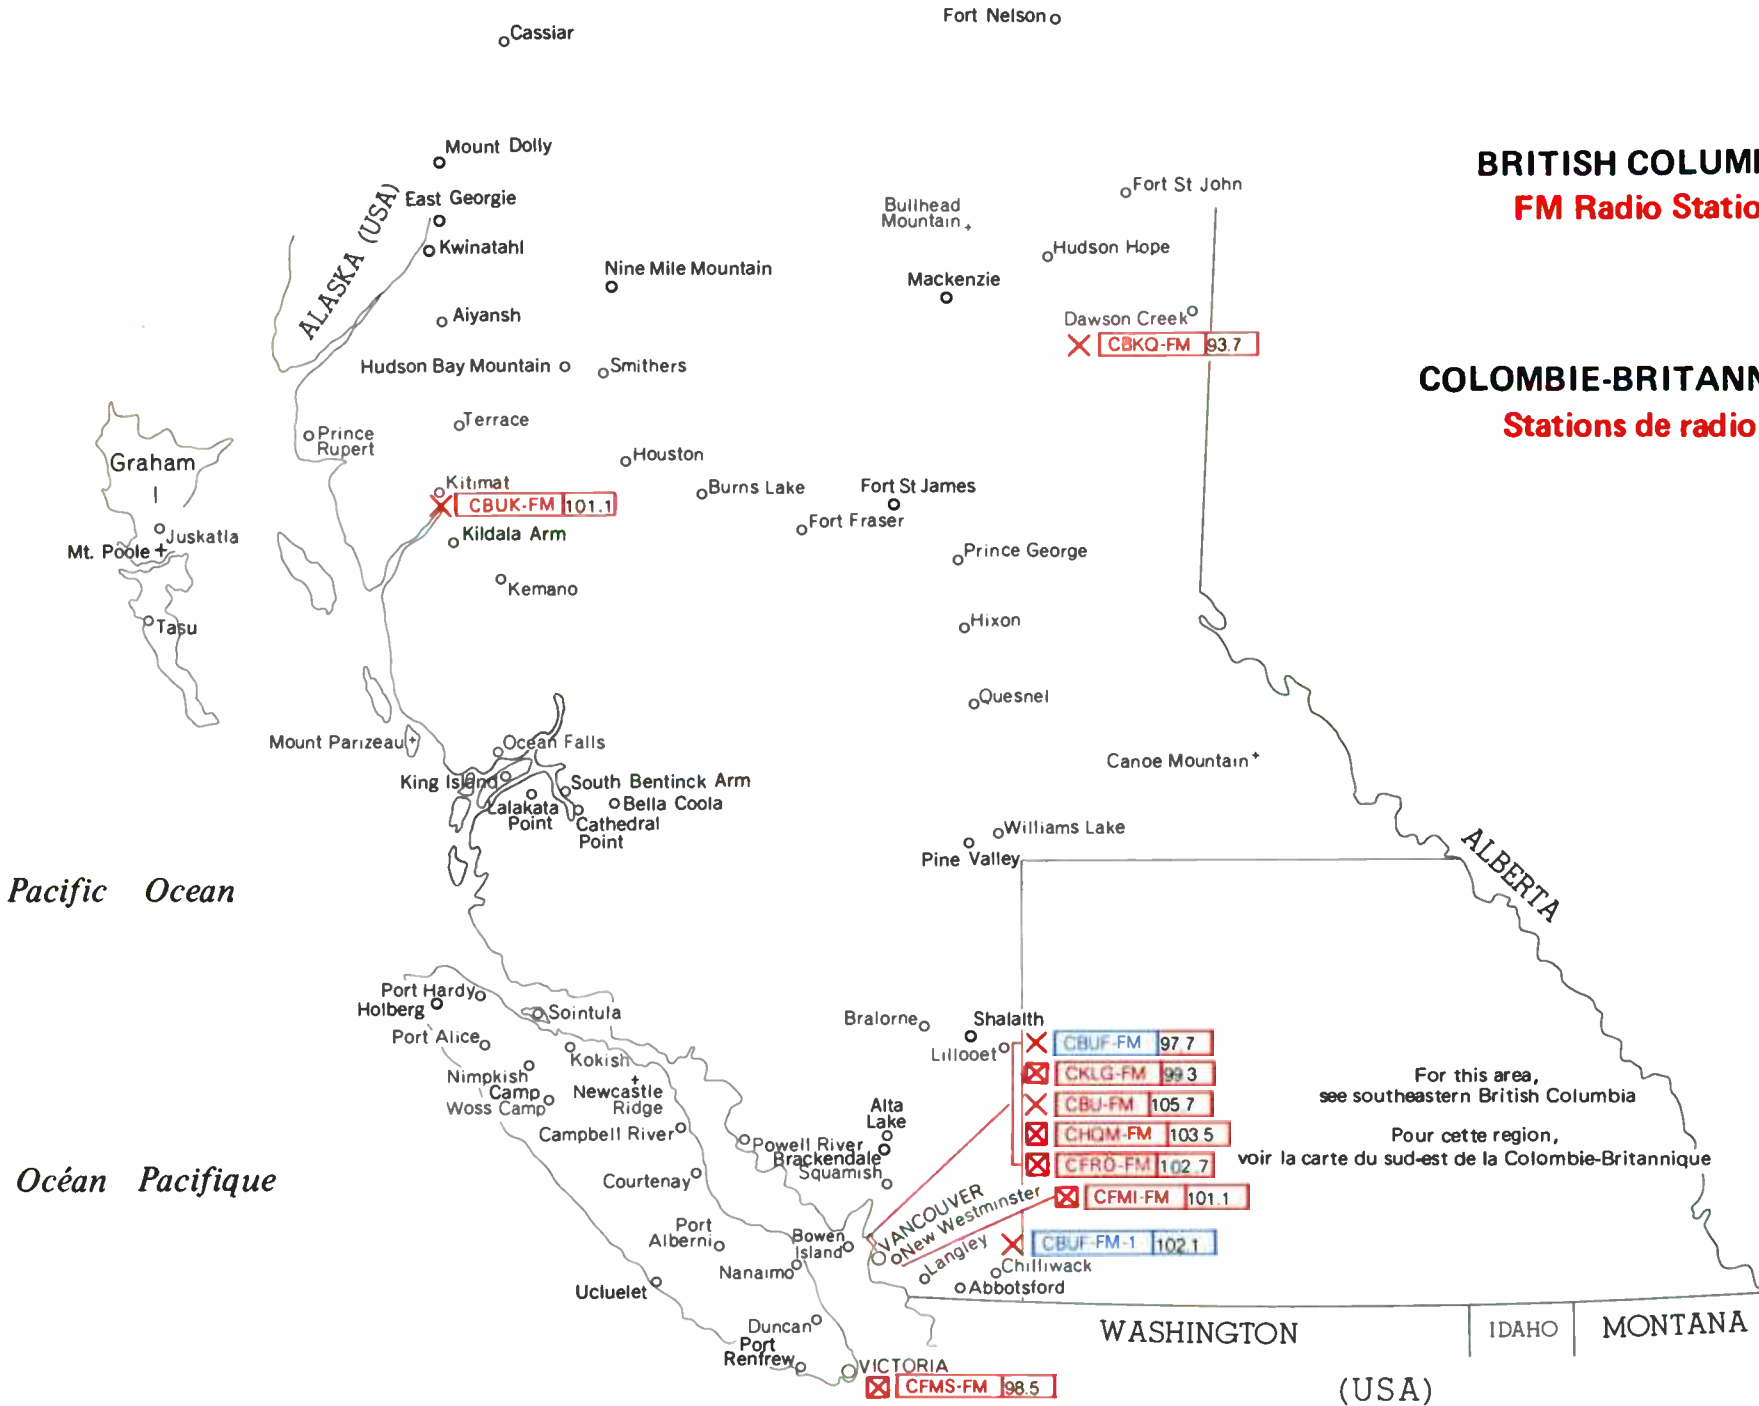 Fort Nelson
Cassiar
Mount Dolly
BRITISH COLUM
FM Radio Statio
East Georgie
ALASKA (USA)
Fort St John
Bullhead
Mountain
Kwinatahl
Hudson Hope
Nine Mile Mountain
Mackenzie
Aiyansh
Dawson Creek
CBKQ-FM 93.7
Hudson Bay Mountain
Smithers
COLOMBIE-BRITANN
Stations de radio
Terrace
Prince
Rupert
Houston
Graham
I
Kitimat
CBUK-FM 101.1
Burns Lake
Fort St James
Fort Fraser
Juskatla
Mt. Poole
Kildala Arm
Prince George
Kemano
Tasu
Hixon
Quesnel
Mount Parizeau
Ocean Falls
Canoe Mountain
King Island
South Bentinck Arm
Lalakata
Point
Bella Coola
Cathedral
Point
Williams Lake
Pine Valley
ALBERTA
Pacific Ocean
Port Hardy
Holberg
Sointula
Bralorne
Shalalth
Lillooet
Port Alice
Kokish
CBUF-FM 97.7
CKLG-FM 99.3
CBU-FM 105.7
CHQM-FM 103.5
CFRO-FM 102.7
For this area,
see southeastern British Columbia
Pour cette region,
voir la carte du sud-est de la Colombie-Britannique
Nimpkish
Camp
Woss Camp
Newcastle
Ridge
Alta
Lake
Campbell River
Powell River
Brackendale
Squamish
Océan Pacifique
Courtenay
CFMI-FM 101.1
VANCOUVER
New Westminster
Port
Alberni
Bowen
Island
Langley
CBUF-FM-1 102.1
Chilliwack
Nanaimo
Abbotsford
Ucluelet
Duncan
Port
Renfrew
WASHINGTON
IDAHO
MONTANA
VICTORIA
CFMS-FM 98.5
(USA)